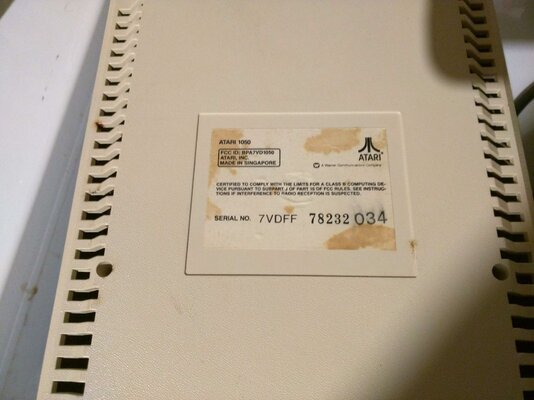 ATARI 1050
FCC ID: BPA7VD1050
ATARI, INC.
MADE IN SINGAPORE
ATARI
A Warner Communications Company
CERTIFIED TO COMPLY WITH THE LIMITS FOR A CLASS B COMPUTING DE-
VICE PURSUANT TO SUBPART J OF PART 15 OF FCC RULES. SEE INSTRUC-
TIONS IF INTERFERENCE TO RADIO RECEPTION IS SUSPECTED.
SERIAL NO. 7VDFF 78232 034